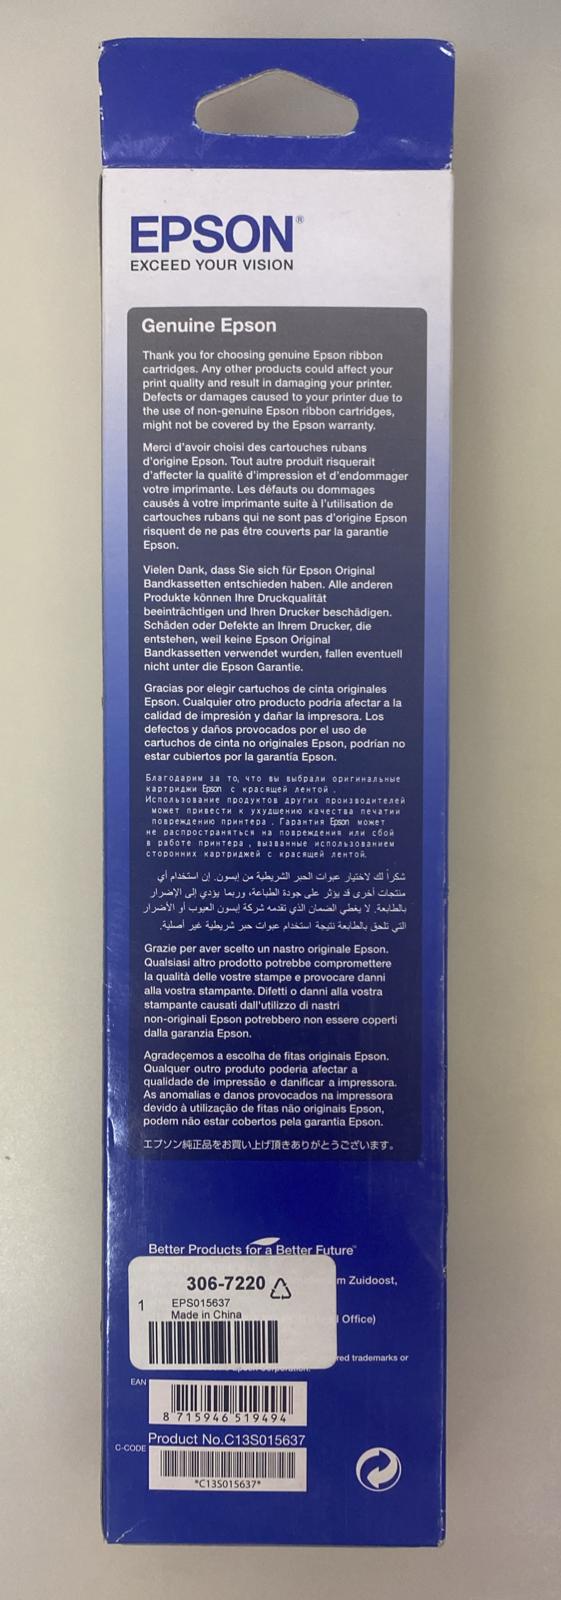 EPSON®
EXCEED YOUR VISION
Genuine Epson
Thank you for choosing genuine Epson ribbon
cartridges. Any other products could affect your
print quality and result in damaging your printer.
Defects or damages caused to your printer due to
the use of non-genuine Epson ribbon cartridges,
might not be covered by the Epson warranty.
Merci d'avoir choisi des cartouches rubans
d'origine Epson. Tout autre produit risquerait
d'affecter la qualité d'impression et d'endommager
votre imprimante. Les défauts ou dommages
causés à votre imprimante suite à l'utilisation de
cartouches rubans qui ne sont pas d'origine Epson
risquent de ne pas être couverts par la garantie
Epson.
Vielen Dank, dass Sie sich für Epson Original
Bandkassetten entschieden haben. Alle anderen
Produkte können Ihre Druckqualität
beeinträchtigen und Ihren Drucker beschädigen.
Schäden oder Defekte an Ihrem Drucker, die
entstehen, weil keine Epson Original
Bandkassetten verwendet wurden, fallen eventuell
nicht unter die Epson Garantie.
Gracias por elegir cartuchos de cinta originales
Epson. Cualquier otro producto podría afectar a la
calidad de impresión y dañar la impresora. Los
defectos y daños provocados por el uso de
cartuchos de cinta no originales Epson, podrían no
estar cubiertos por la garantía Epson.
Благодарим за то, что вы выбрали оригинальные
картриджи Epson с красящей лентой.
Использование продуктов других производителей
может привести к ухудшению качества печати и
повреждению принтера. Гарантия Epson может
не распространяться на повреждения или сбой
в работе принтера, вызванные использованием
сторонних картриджей с красящей лентой.
شكراً لك لاختيار عبوات الحبر الشريطية من إبسون. إن استخدام أي
منتجات أخرى قد يؤثر على جودة الطباعة، وربما يؤدي إلى الإضرار
بالطابعة. لا يغطي الضمان الذي تقدمه شركة إبسون العيوب أو الأضرار
التي تلحق بالطابعة نتيجة استخدام عبوات حبر شريطية غير أصلية.
Grazie per aver scelto un nastro originale Epson.
Qualsiasi altro prodotto potrebbe compromettere
la qualità delle vostre stampe e provocare danni
alla vostra stampante. Difetti o danni alla vostra
stampante causati dall'utilizzo di nastri
non-originali Epson potrebbero non essere coperti
dalla garanzia Epson.
Agradeçemos a escolha de fitas originais Epson.
Qualquer outro produto poderia afectar a
qualidade de impressão e danificar a impressora.
As anomalias e danos provocados na impressora
devido à utilização de fitas não originais Epson,
podem não estar cobertos pela garantia Epson.
エプソン純正品をお買い上げ頂きありがとうございます。
Better Products for a Better Future™
m Zuidoost,
306-7220
1 EPS015637
Made in China
l Office)
red trademarks or
EAN
8 715946 519494
Product No.C13S015637
C-CODE
*C13S015637*